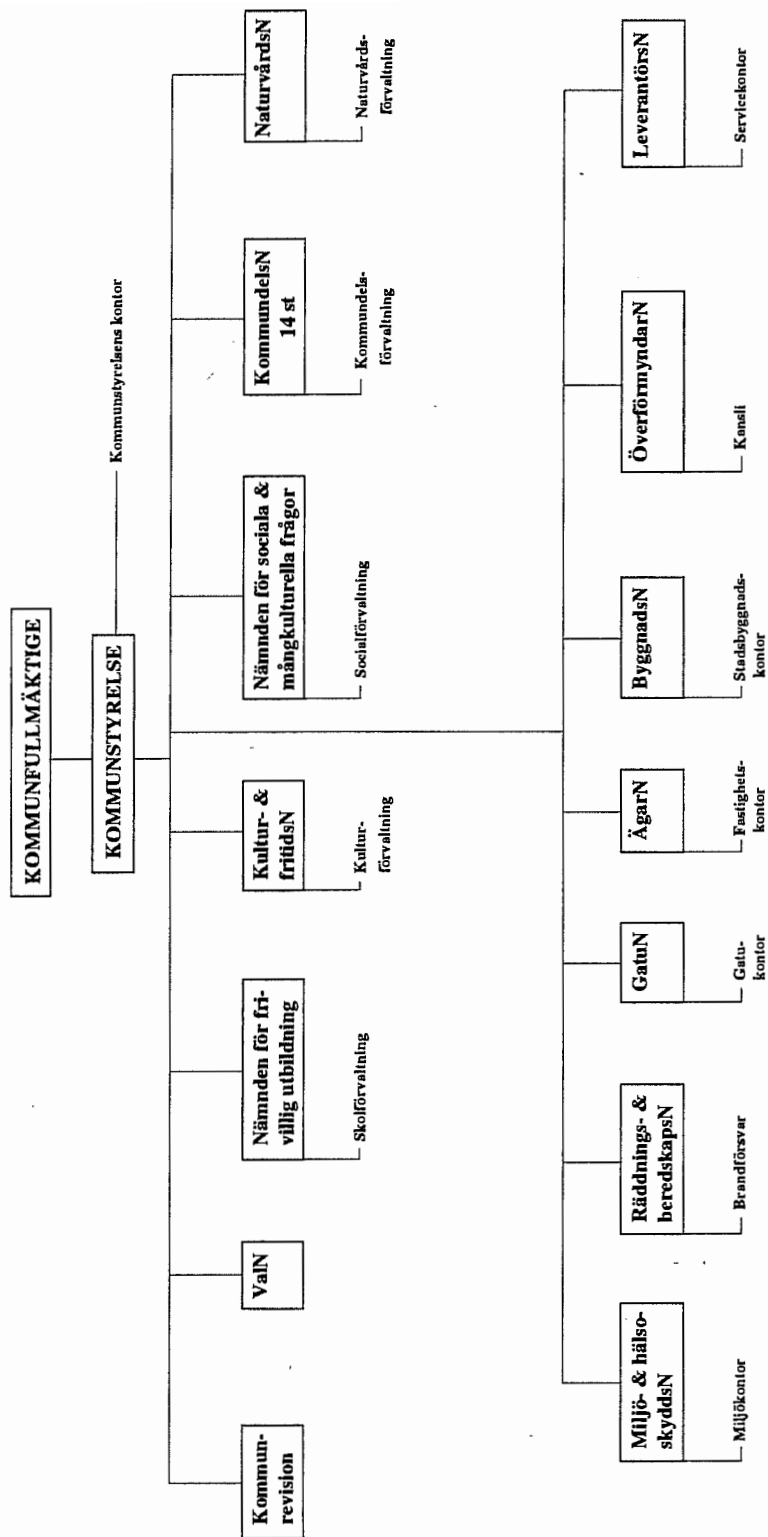 KOMMUNFULLMÄKTIGE
KOMMUNSTYRELSE
Kommunstyrelsens kontor
Kommun-
revision
ValN
Nämnden för fri-
villig utbildning
Skolförvaltning
Kultur- &
fritidsN
Kultur-
förvaltning
Nämnden för sociala &
mångkulturella frågor
Socialförvaltning
KommundelsN
14 st
Kommundels-
förvaltning
NaturvårdsN
Naturvårds-
förvaltning
Miljö- & hälso-
skyddsN
Miljökontor
Räddnings- &
beredskapsN
Brandförsvar
GatuN
Gatu-
kontor
ÄgarN
Fastighets-
kontor
ByggnadsN
Stadsbyggnads-
kontor
ÖverförmyndarN
Kansli
LeverantörsN
Servicekontor